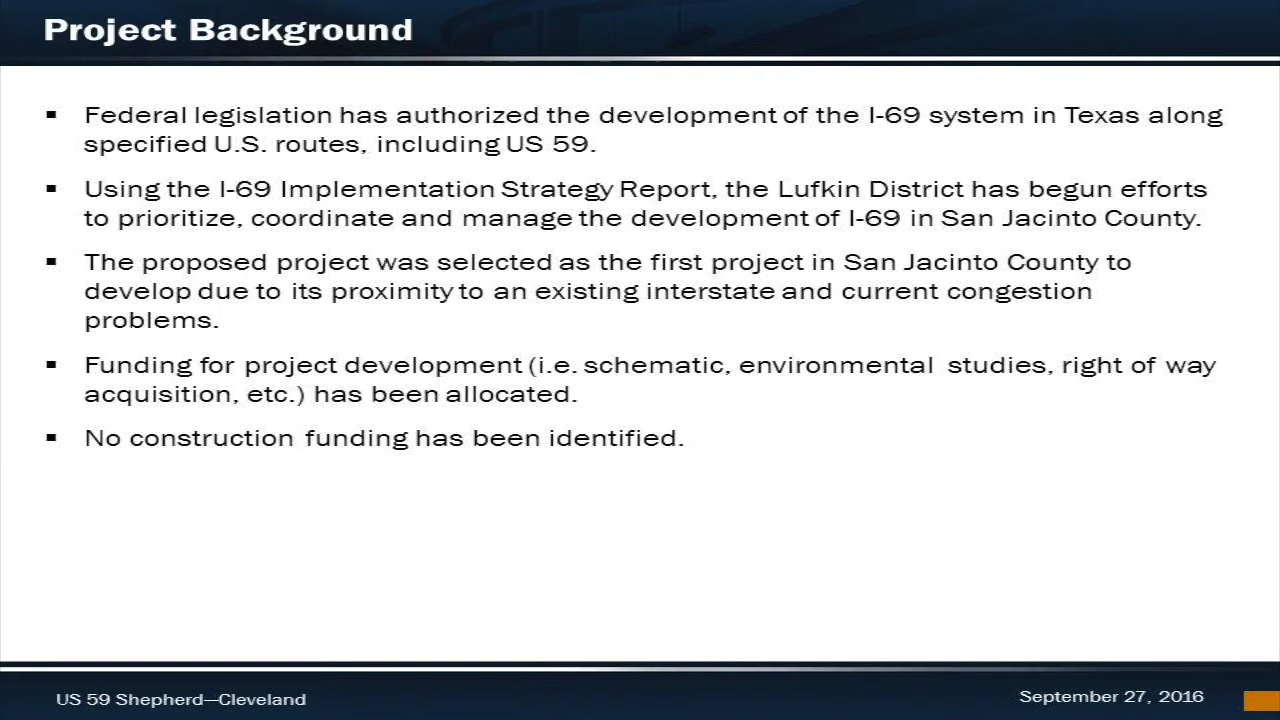 Project Background
▪ Federal legislation has authorized the development of the I-69 system in Texas along
specified U.S. routes, including US 59.
▪ Using the I-69 Implementation Strategy Report, the Lufkin District has begun efforts
to prioritize, coordinate and manage the development of I-69 in San Jacinto County.
▪ The proposed project was selected as the first project in San Jacinto County to
develop due to its proximity to an existing interstate and current congestion
problems.
▪ Funding for project development (i.e. schematic, environmental studies, right of way
acquisition, etc.) has been allocated.
▪ No construction funding has been identified.
US 59 Shepherd—Cleveland
September 27, 2016